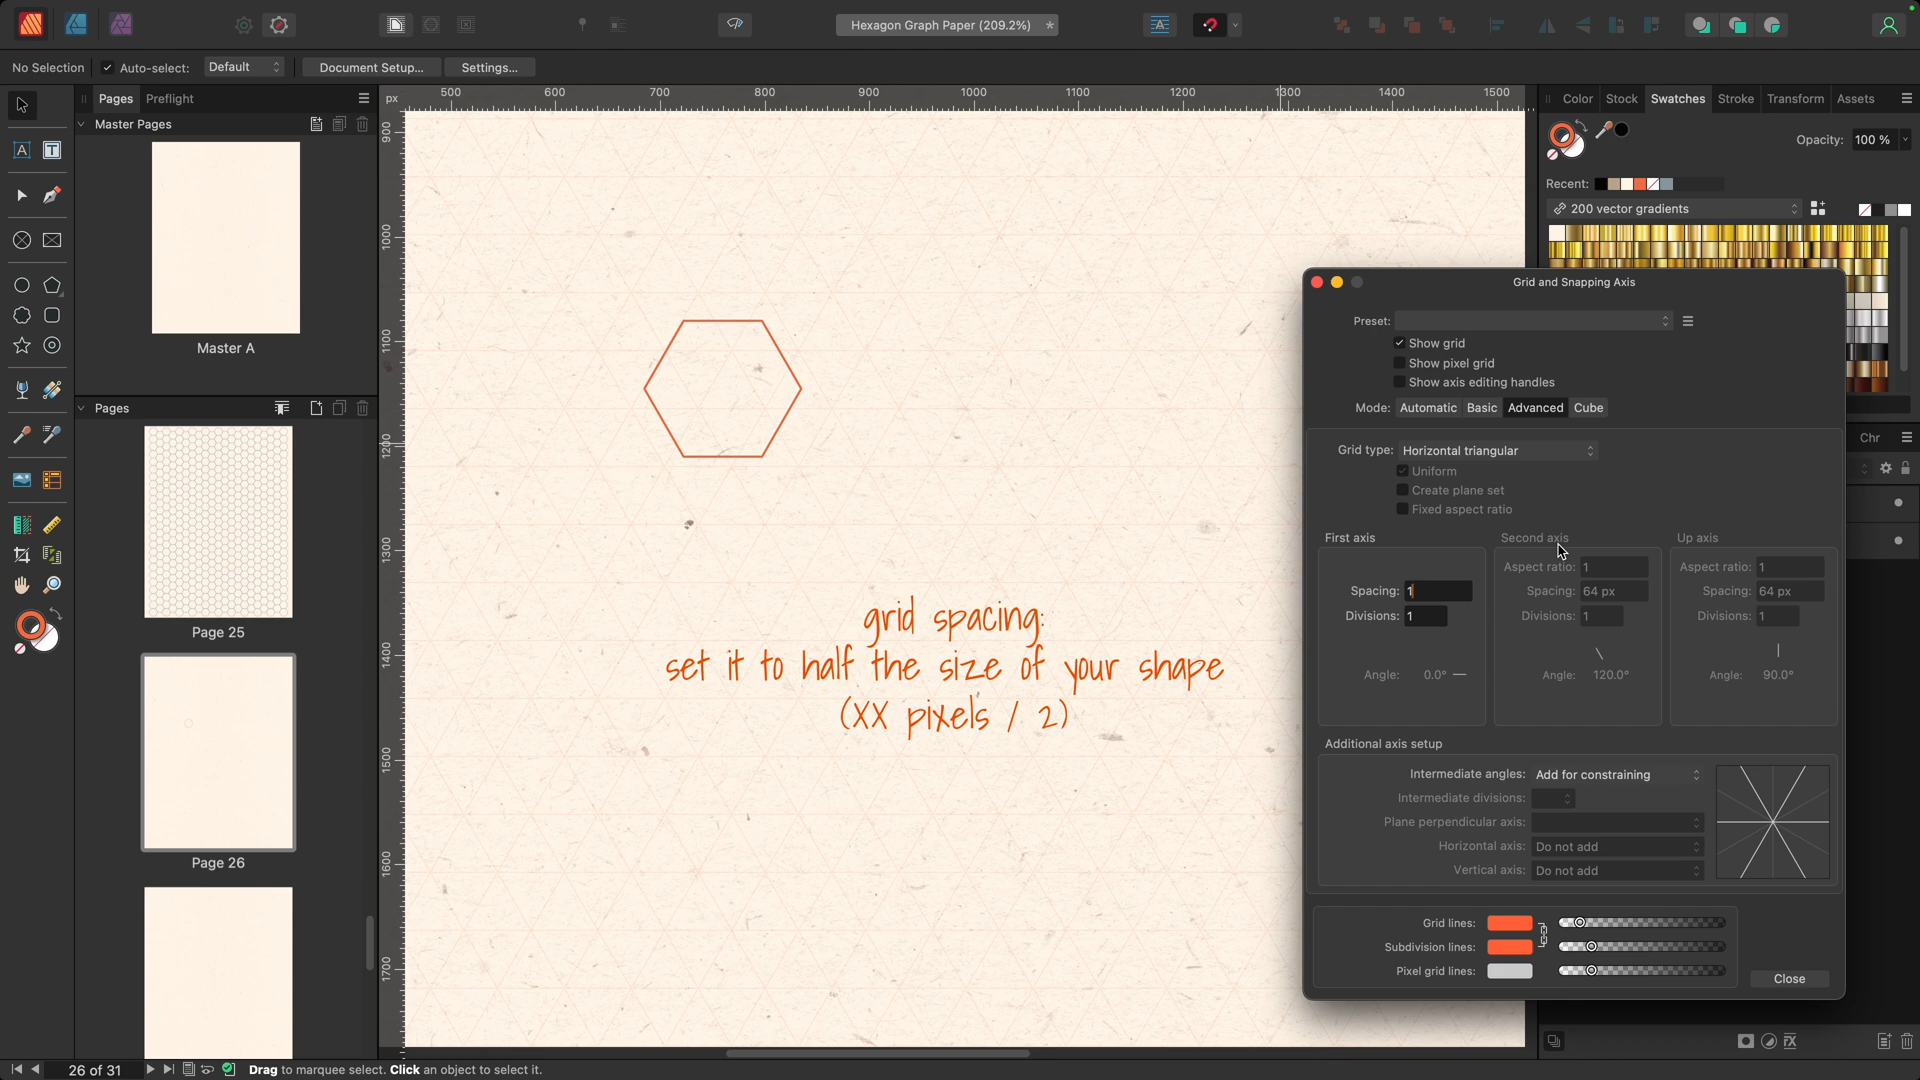 Hexagon Graph Paper (209.2%) *
No Selection
Auto-select:
Default
Document Setup...
Settings...
Pages
Preflight
Master Pages
Master A
Pages
Page 25
Page 26
px
500
600
700
800
900
1000
1100
1200
1300
1400
1500
900
1000
1100
1200
1300
1400
1500
1600
1700
grid spacing:
set it to half the size of your shape
(XX pixels / 2)
Color
Stock
Swatches
Stroke
Transform
Assets
Opacity:
100 %
Recent:
200 vector gradients
Chr
Grid and Snapping Axis
Preset:
Show grid
Show pixel grid
Show axis editing handles
Mode:
Automatic
Basic
Advanced
Cube
Grid type:
Horizontal triangular
Uniform
Create plane set
Fixed aspect ratio
First axis
Spacing: 1
Divisions: 1
Angle: 0.0°
Second axis
Aspect ratio: 1
Spacing: 64 px
Divisions: 1
Angle: 120.0°
Up axis
Aspect ratio: 1
Spacing: 64 px
Divisions: 1
Angle: 90.0°
Additional axis setup
Intermediate angles: Add for constraining
Intermediate divisions:
Plane perpendicular axis:
Horizontal axis: Do not add
Vertical axis: Do not add
Grid lines:
Subdivision lines:
Pixel grid lines:
Close
26 of 31
Drag to marquee select. Click an object to select it.